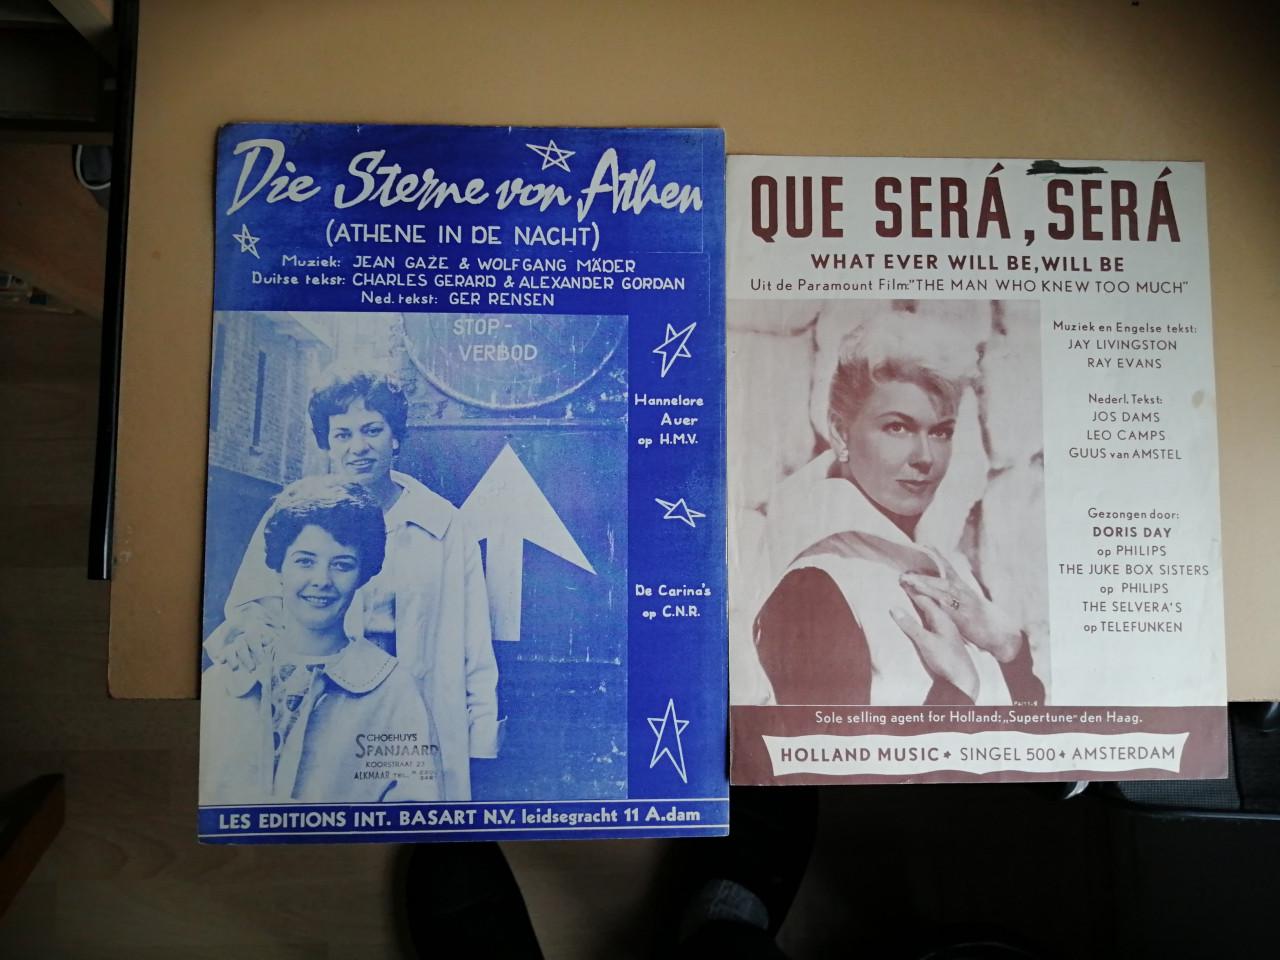 Die Sterne von Athen
(ATHENE IN DE NACHT)
Muziek: JEAN GAZE & WOLFGANG MÄDER
Duitse tekst: CHARLES GERARD & ALEXANDER GORDAN
Ned. tekst: GER RENSEN
STOP-
VERBOD
Hannelore
Auer
op H.M.V.
De Carina's
op C.N.R.
SCHOEHUYS
SPANJAARD
KOORSTRAAT 23
ALKMAAR TEL.
LES EDITIONS INT. BASART N.V. leidsegracht 11 A.dam
QUE SERÁ, SERÁ
WHAT EVER WILL BE, WILL BE
Uit de Paramount Film: "THE MAN WHO KNEW TOO MUCH"
Muziek en Engelse tekst:
JAY LIVINGSTON
RAY EVANS
Nederl. Tekst:
JOS DAMS
LEO CAMPS
GUUS van AMSTEL
Gezongen door:
DORIS DAY
op PHILIPS
THE JUKE BOX SISTERS
op PHILIPS
THE SELVERA'S
op TELEFUNKEN
Sole selling agent for Holland: „Supertune" den Haag.
HOLLAND MUSIC ★ SINGEL 500 ★ AMSTERDAM